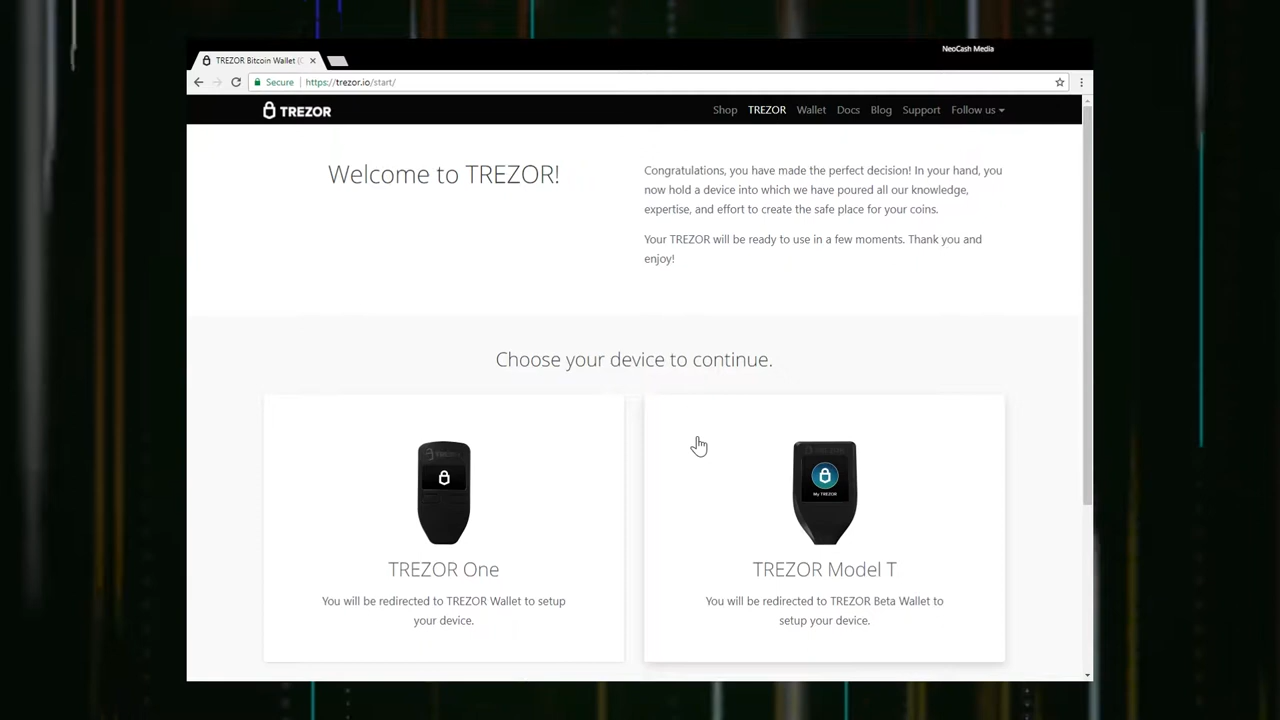 NeoCash Media
TREZOR Bitcoin Wallet (
Secure
https://trezor.io/start/
TREZOR
Shop
TREZOR
Wallet
Docs
Blog
Support
Follow us
Welcome to TREZOR!
Congratulations, you have made the perfect decision! In your hand, you
now hold a device into which we have poured all our knowledge,
expertise, and effort to create the safe place for your coins.
Your TREZOR will be ready to use in a few moments. Thank you and
enjoy!
Choose your device to continue.
My TREZOR
TREZOR One
You will be redirected to TREZOR Wallet to setup
your device.
TREZOR Model T
You will be redirected to TREZOR Beta Wallet to
setup your device.